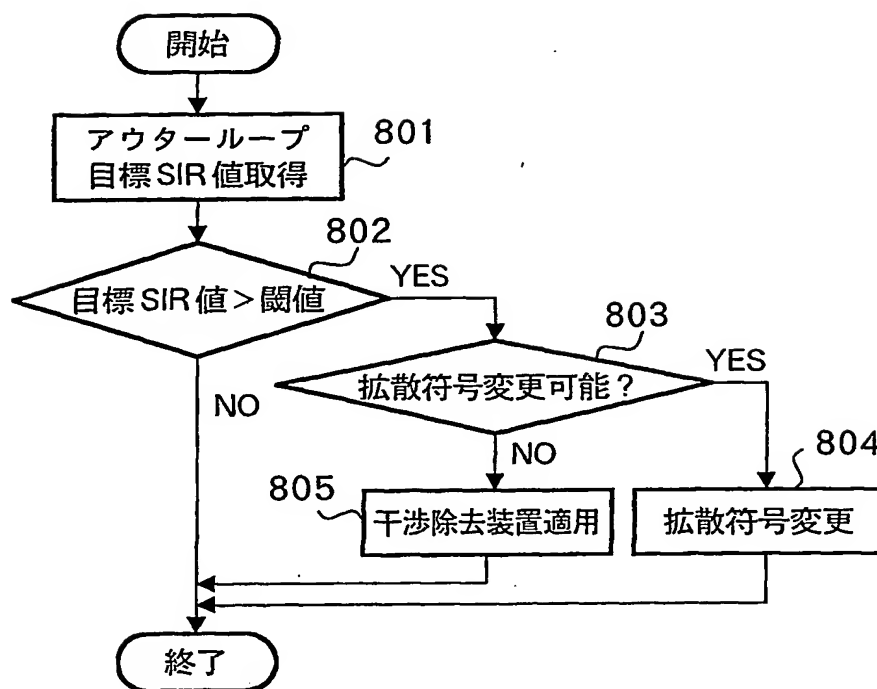 開始
アウターループ
目標SIR値取得
801
802
目標SIR値>閾値
YES
NO
803
拡散符号変更可能?
YES
NO
804
拡散符号変更
805
干渉除去装置適用
終了